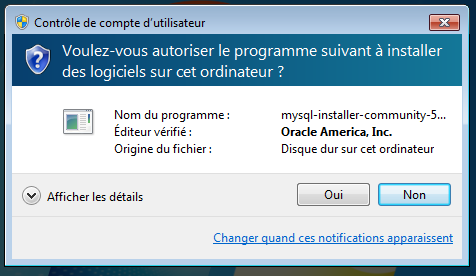 Contrôle de compte d'utilisateur
Voulez-vous autoriser le programme suivant à installer
des logiciels sur cet ordinateur ?
Nom du programme : mysql-installer-community-5...
Éditeur vérifié : Oracle America, Inc.
Origine du fichier : Disque dur sur cet ordinateur
Afficher les détails Oui Non
Changer quand ces notifications apparaissent